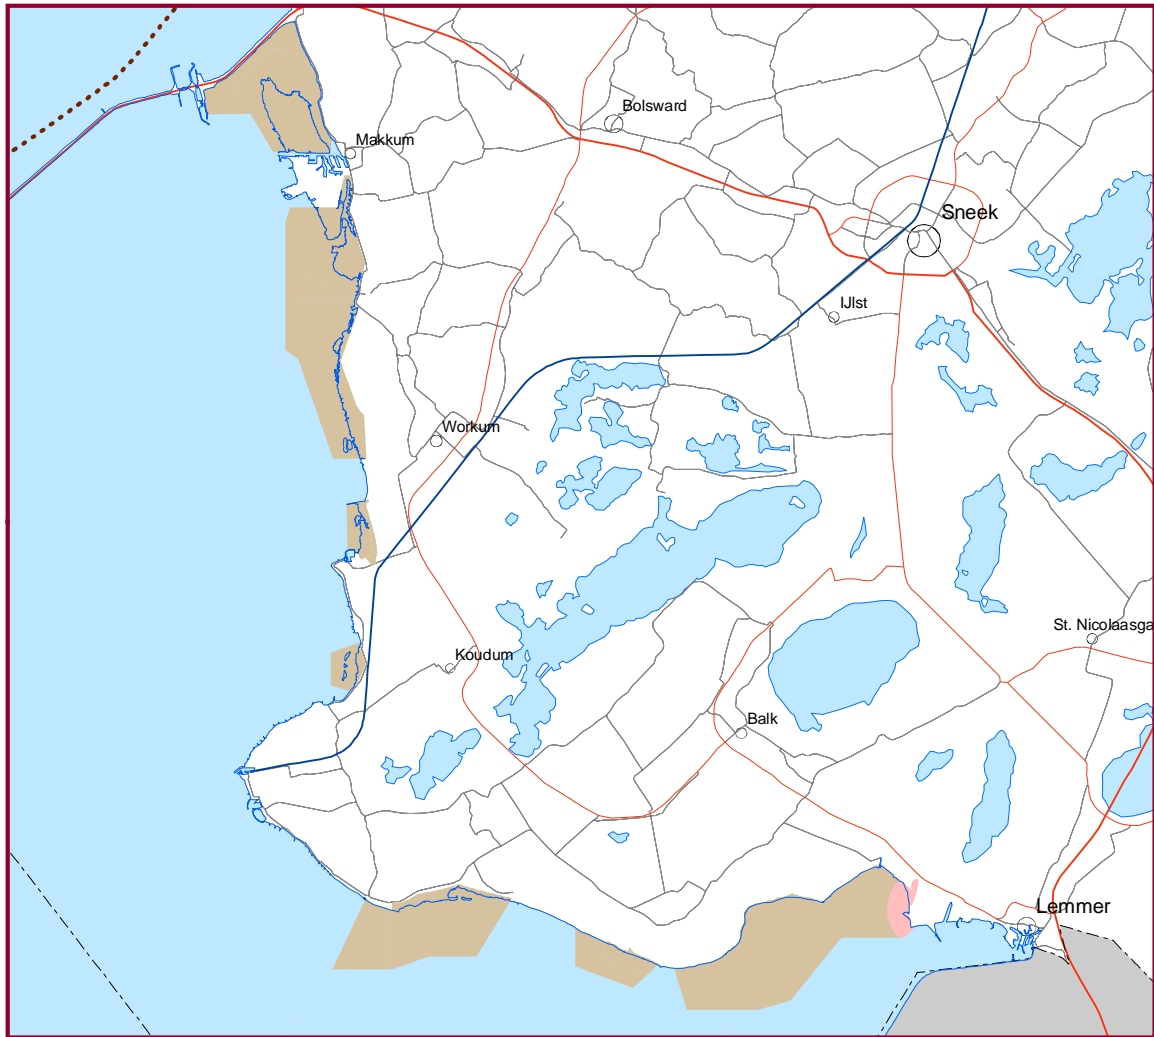 Bolsward
Makkum
Sneek
IJlst
Workum
St. Nicolaasga
Koudum
Balk
Lemmer